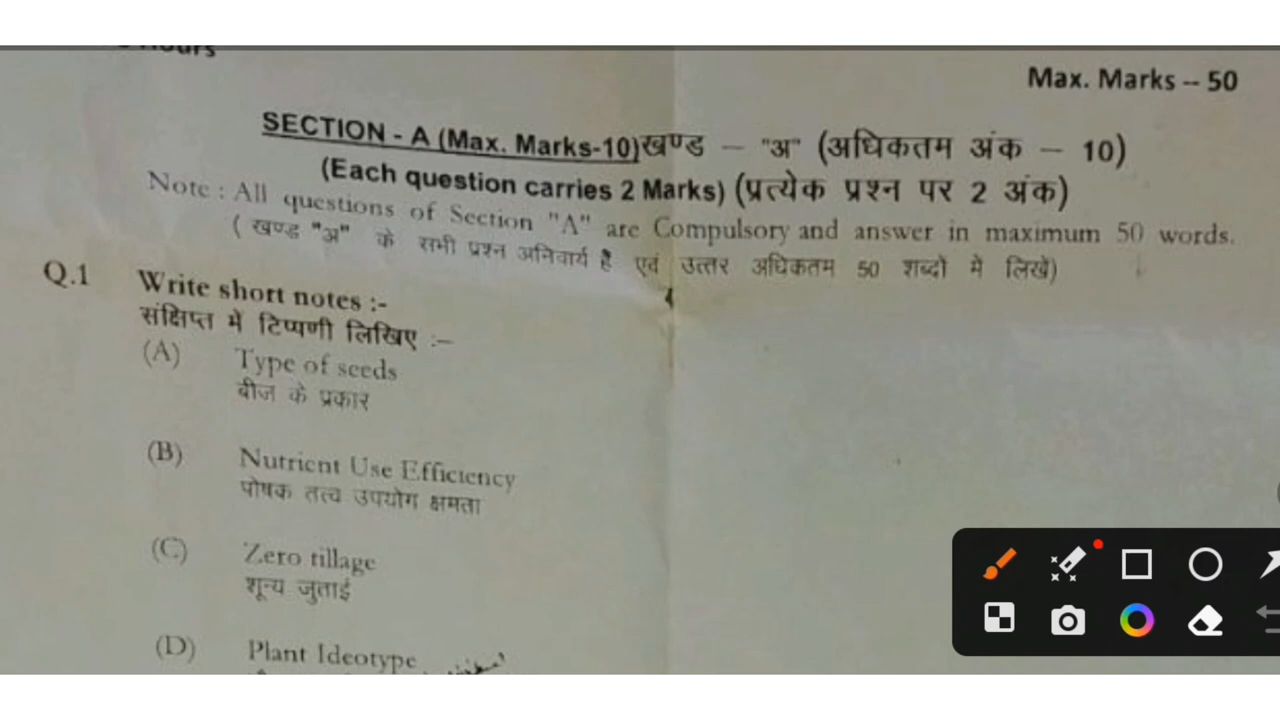 Hours
Max. Marks -- 50
SECTION - A (Max. Marks-10)खण्ड – "अ" (अधिकतम अंक – 10)
(Each question carries 2 Marks) (प्रत्येक प्रश्न पर 2 अंक)
Note : All questions of Section "A" are Compulsory and answer in maximum 50 words.
( खण्ड "अ" के सभी प्रश्न अनिवार्य है एवं उत्तर अधिकतम 50 शब्दों में लिखें)
Q.1 Write short notes :-
संक्षिप्त में टिप्पणी लिखिए :–
(A) Type of seeds
बीज के प्रकार
(B) Nutrient Use Efficiency
पोषक तत्व उपयोग क्षमता
(C) Zero tillage
शून्य जुताई
(D) Plant Ideotype